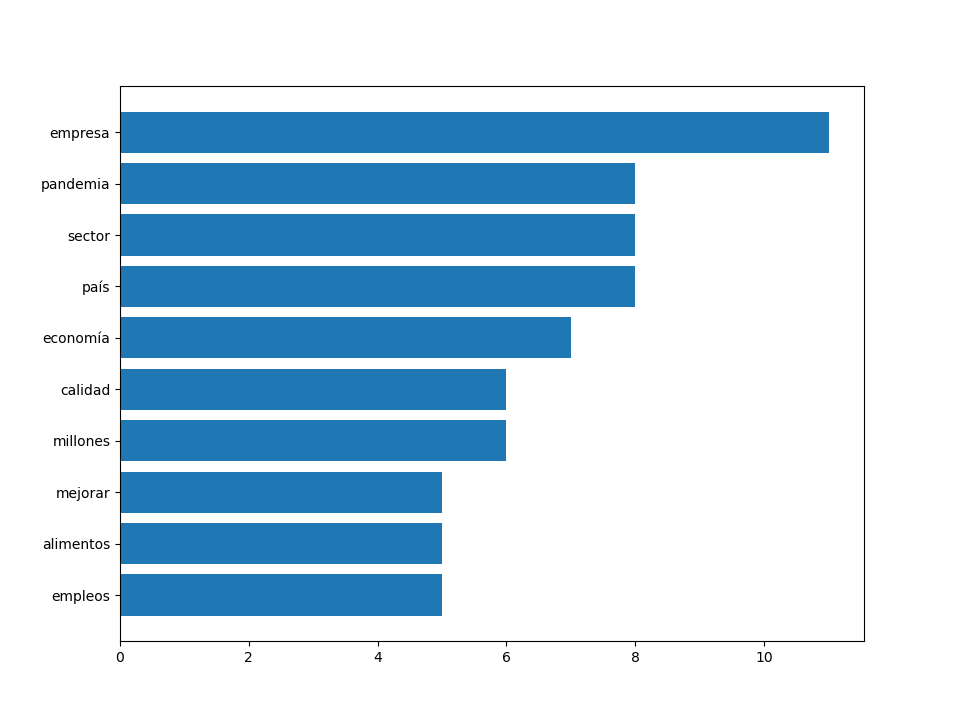 empresa
pandemia
sector
país
economía
calidad
millones
mejorar
alimentos
empleos
0 2 4 6 8 10